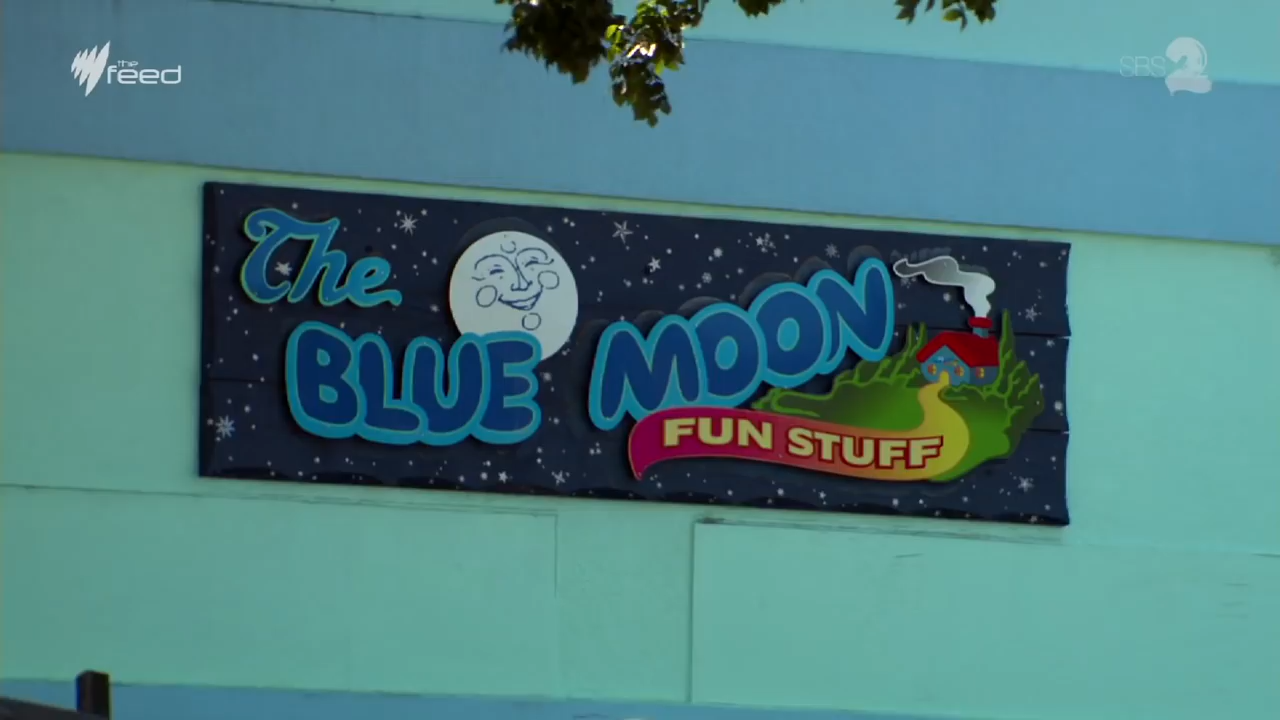 the
feed
SBS 2
The
BLUE MOON
FUN STUFF